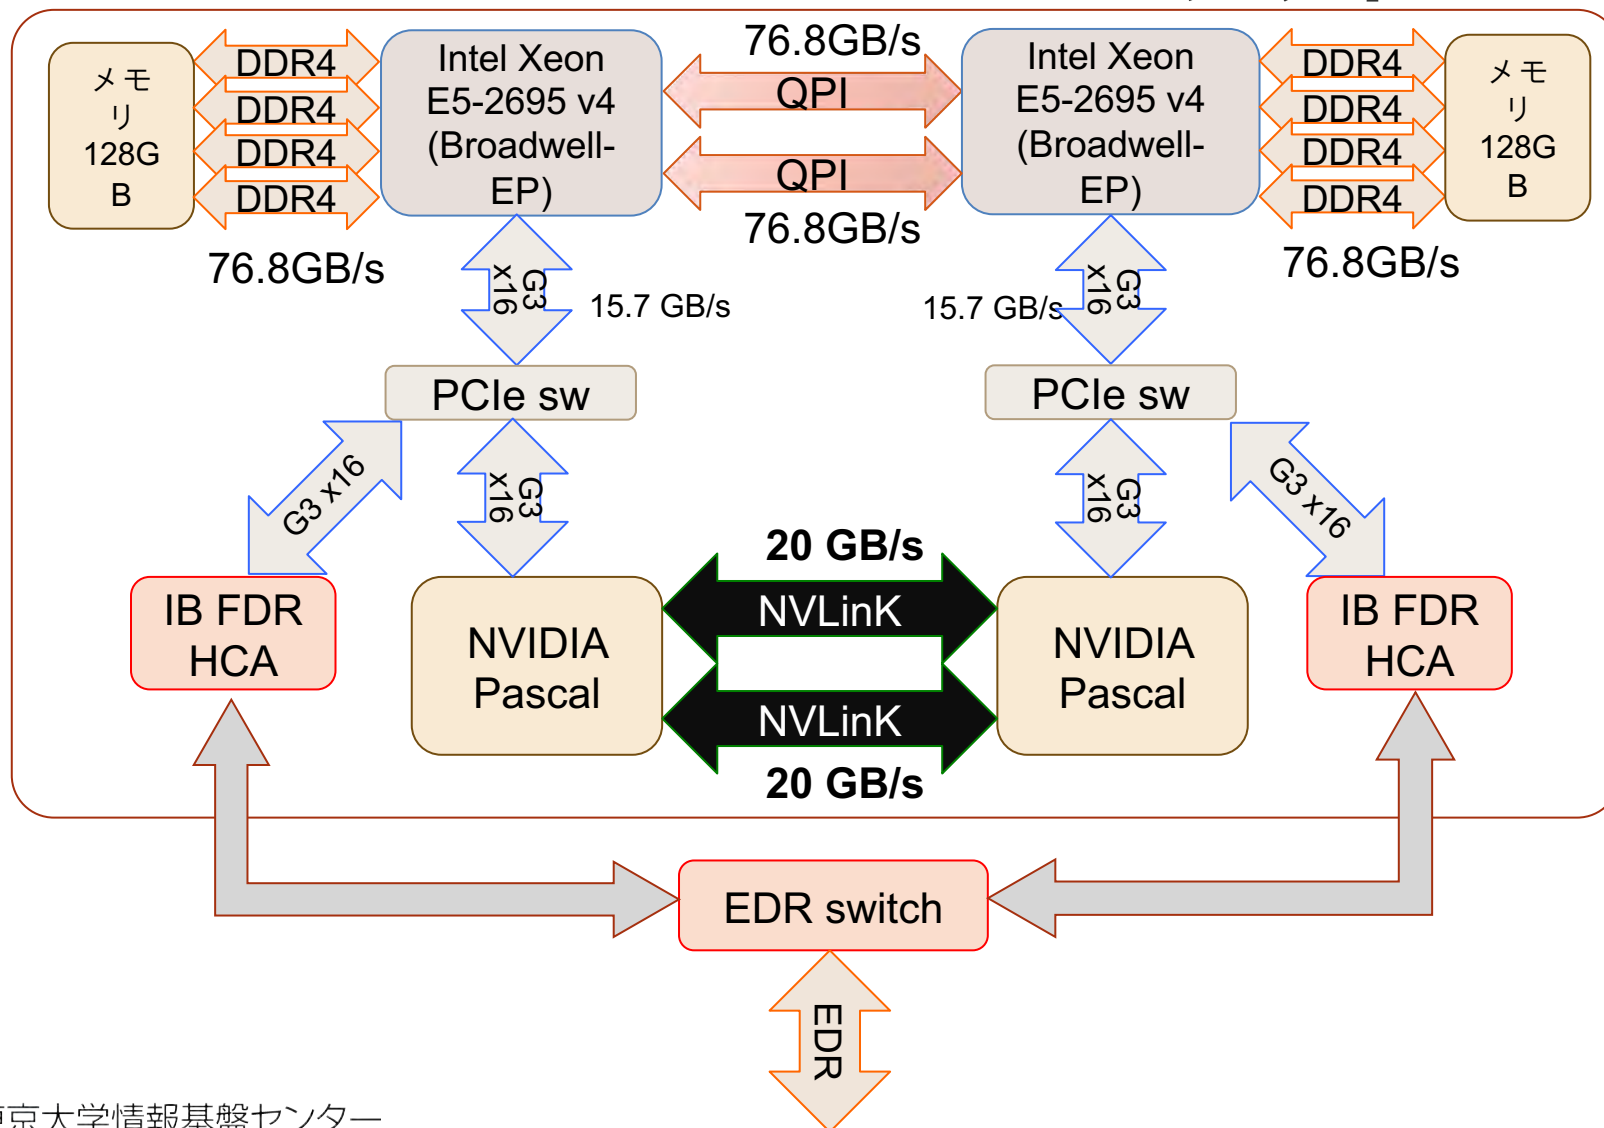 76.8GB/s
メモ
リ
128G
B
DDR4
DDR4
DDR4
DDR4
76.8GB/s
Intel Xeon
E5-2695 v4
(Broadwell-
EP)
QPI
QPI
76.8GB/s
Intel Xeon
E5-2695 v4
(Broadwell-
EP)
DDR4
DDR4
DDR4
DDR4
76.8GB/s
メモ
リ
128G
B
G3
x16
15.7 GB/s
15.7 GB/s
G3
x16
PCIe sw
PCIe sw
G3 x16
G3
x16
G3
x16
G3 x16
20 GB/s
IB FDR
HCA
NVIDIA
Pascal
NVLinK
NVLinK
NVIDIA
Pascal
IB FDR
HCA
20 GB/s
EDR switch
EDR
京大学情報基盤センター